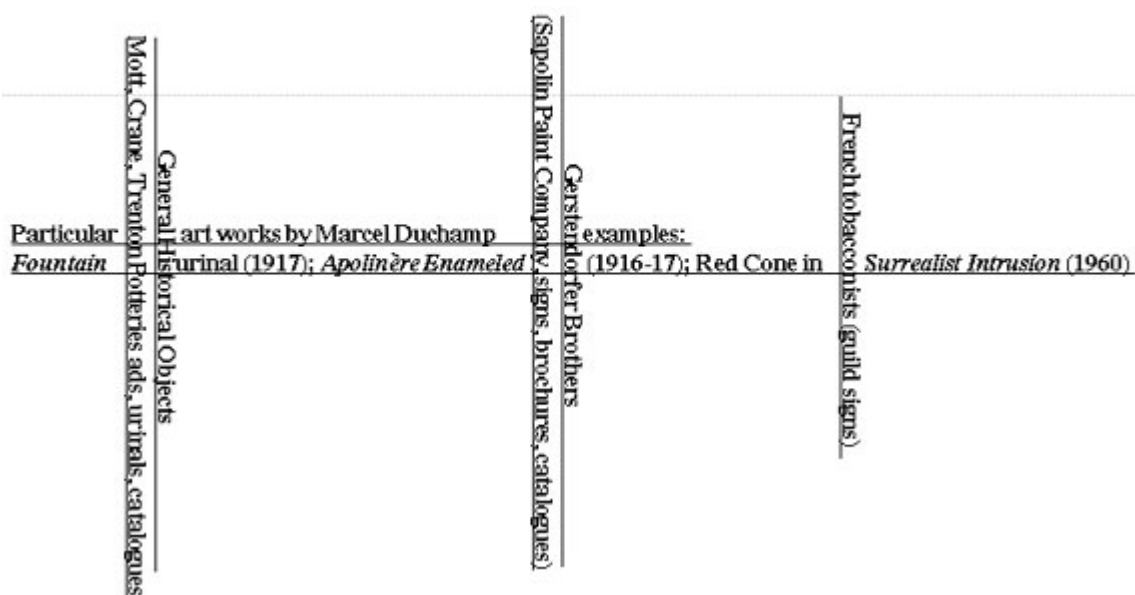 Particular art works by Marcel Duchamp examples:
Fountain urinal (1917); Apolinère Enameled (1916-17); Red Cone in Surrealist Intrusion (1960)
General Historical Objects
Mott, Crane, Trenton Potteries ads, urinals, catalogues
Gerstendorfer Brothers
(Sapolin Paint Company, signs, brochures, catalogues)
French tobacconists (guild signs)